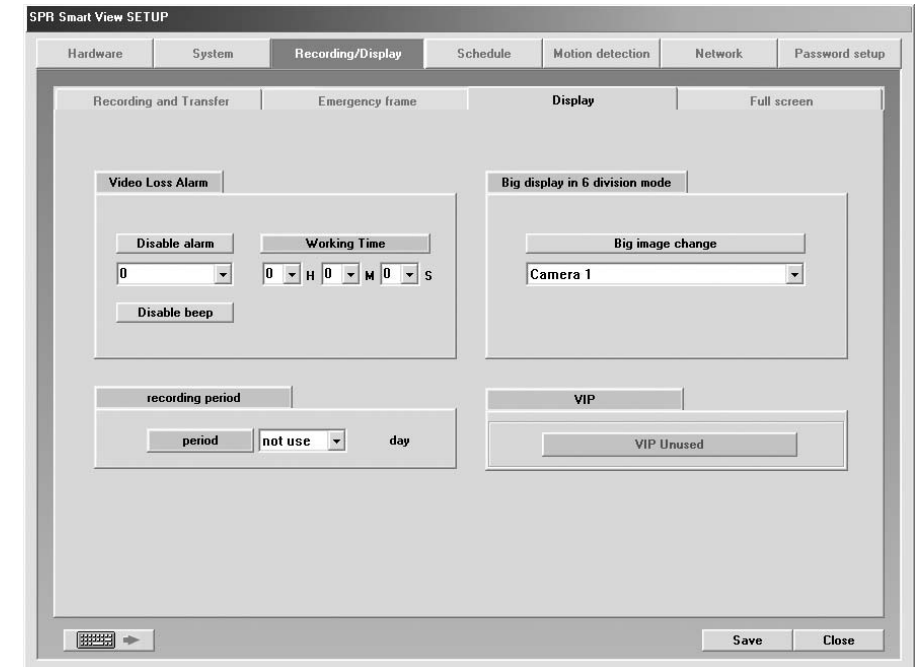 SPR Smart View SETUP
Hardware System Recording/Display Schedule Motion detection Network Password setup
Recording and Transfer Emergency frame Display Full screen
Video Loss Alarm
Disable alarm Working Time
0 0 H 0 M 0 S
Disable beep
Big display in 6 division mode
Big image change
Camera 1
recording period
period not use day
VIP
VIP Unused
Save Close